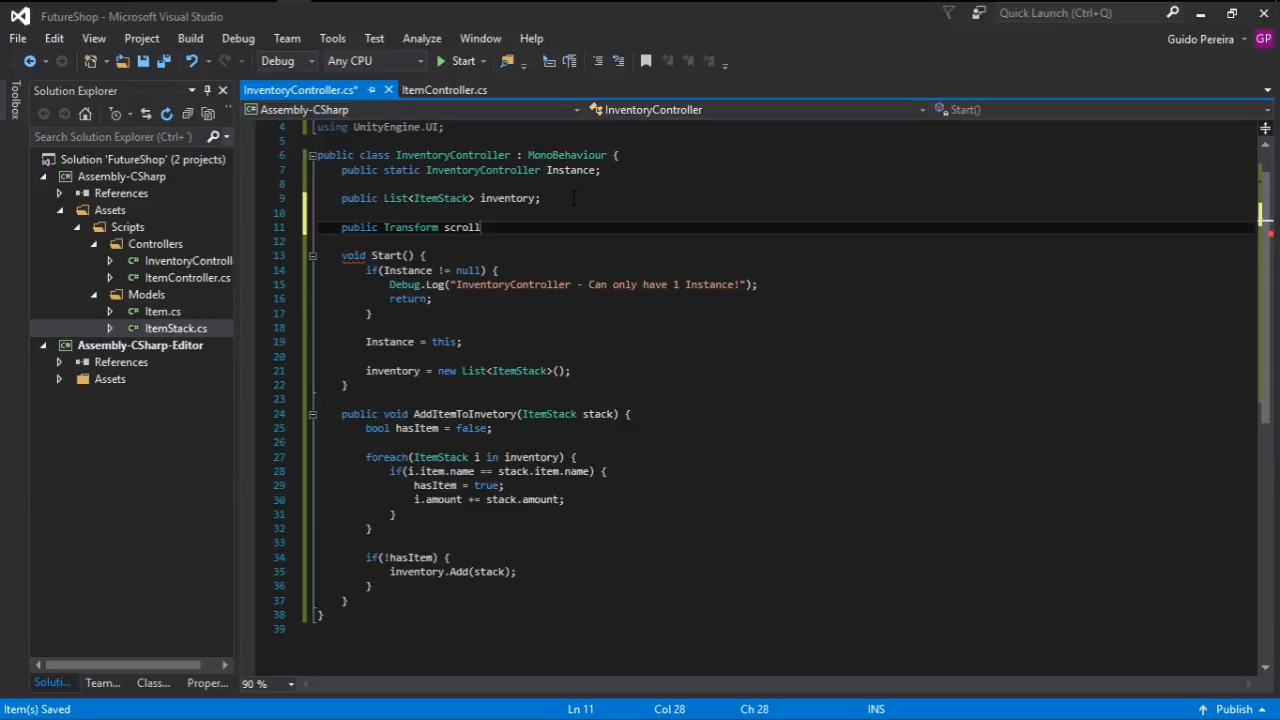 FutureShop - Microsoft Visual Studio
Quick Launch (Ctrl+Q)
File Edit View Project Build Debug Team Tools Test Analyze Window Help
Guido Pereira GP
Debug Any CPU Start
Toolbox
Solution Explorer
Search Solution Explorer (Ctrl+')
Solution 'FutureShop' (2 projects)
Assembly-CSharp
References
Assets
Scripts
Controllers
C# InventoryControll
C# ItemController.cs
Models
C# Item.cs
C# ItemStack.cs
Assembly-CSharp-Editor
References
Assets
Soluti... Team... Class... Proper...
InventoryController.cs* ItemController.cs
Assembly-CSharp InventoryController Start()
4 using UnityEngine.UI;
5
6 public class InventoryController : MonoBehaviour {
7 public static InventoryController Instance;
8
9 public List<ItemStack> inventory;
10
11 public Transform scroll
12
13 void Start() {
14 if(Instance != null) {
15 Debug.Log("InventoryController - Can only have 1 Instance!");
16 return;
17 }
18
19 Instance = this;
20
21 inventory = new List<ItemStack>();
22 }
23
24 public void AddItemToInvetory(ItemStack stack) {
25 bool hasItem = false;
26
27 foreach(ItemStack i in inventory) {
28 if(i.item.name == stack.item.name) {
29 hasItem = true;
30 i.amount += stack.amount;
31 }
32 }
33
34 if(!hasItem) {
35 inventory.Add(stack);
36 }
37 }
38 }
39
90 %
Item(s) Saved Ln 11 Col 28 Ch 28 INS Publish